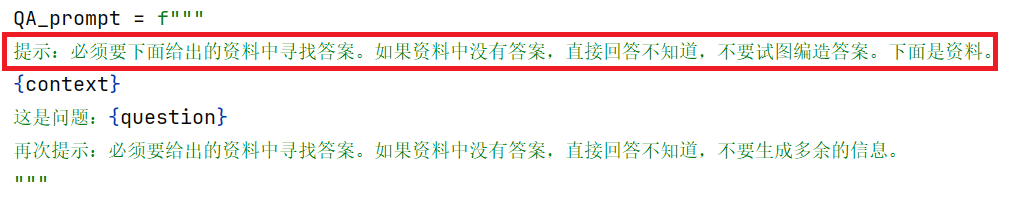 QA_prompt = f"""
提示：必须要下面给出的资料中寻找答案。如果资料中没有答案，直接回答不知道，不要试图编造答案。下面是资料。
{context}
这是问题：{question}
再次提示：必须要给出的资料中寻找答案。如果资料中没有答案，直接回答不知道，不要生成多余的信息。
"""